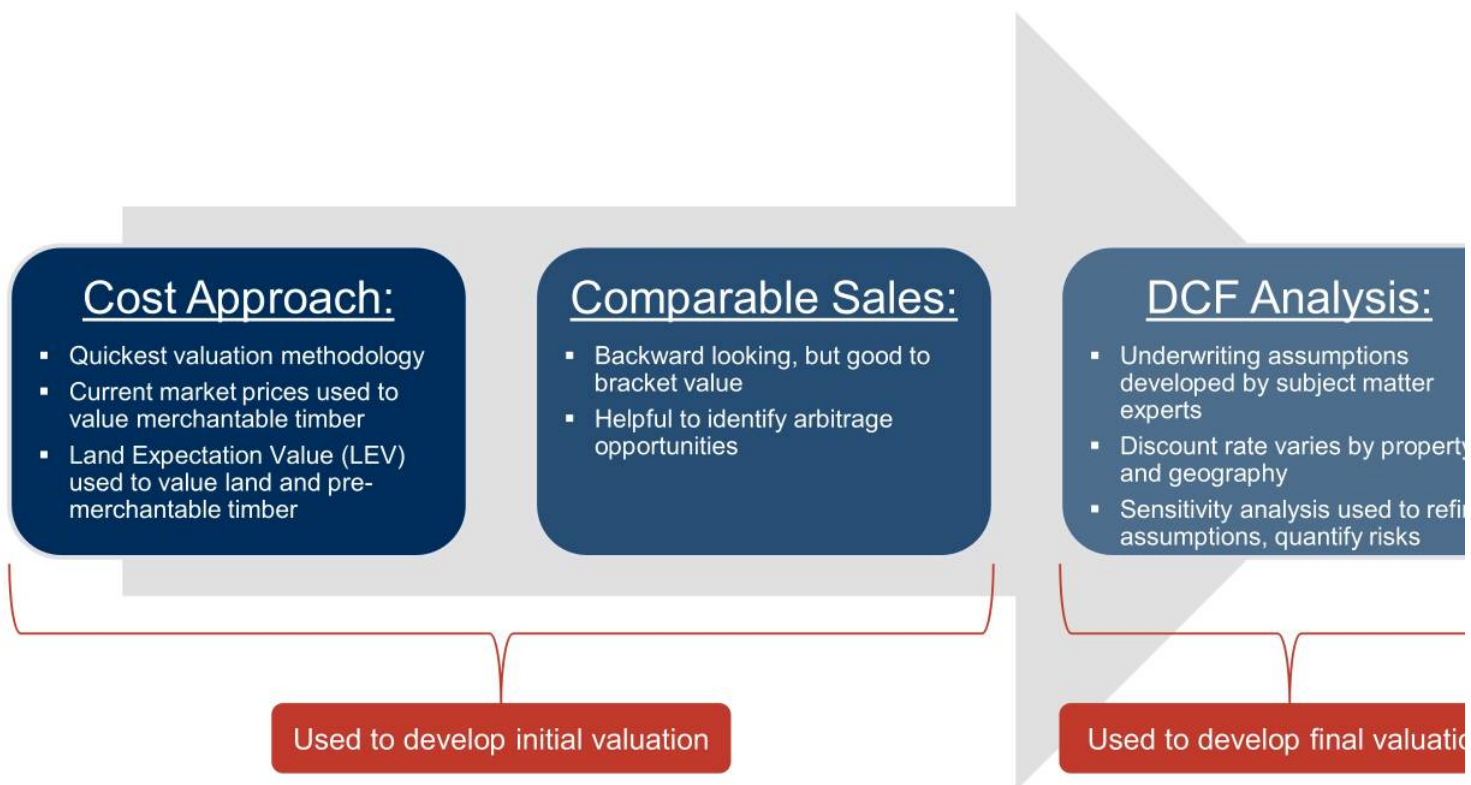 Cost Approach:
▪ Quickest valuation methodology
▪ Current market prices used to
value merchantable timber
▪ Land Expectation Value (LEV)
used to value land and pre-
merchantable timber
Comparable Sales:
▪ Backward looking, but good to
bracket value
▪ Helpful to identify arbitrage
opportunities
DCF Analysis:
▪ Underwriting assumptions
developed by subject matter
experts
▪ Discount rate varies by property
and geography
▪ Sensitivity analysis used to
assumptions, quantify risks
Used to develop initial valuation
Used to develop final